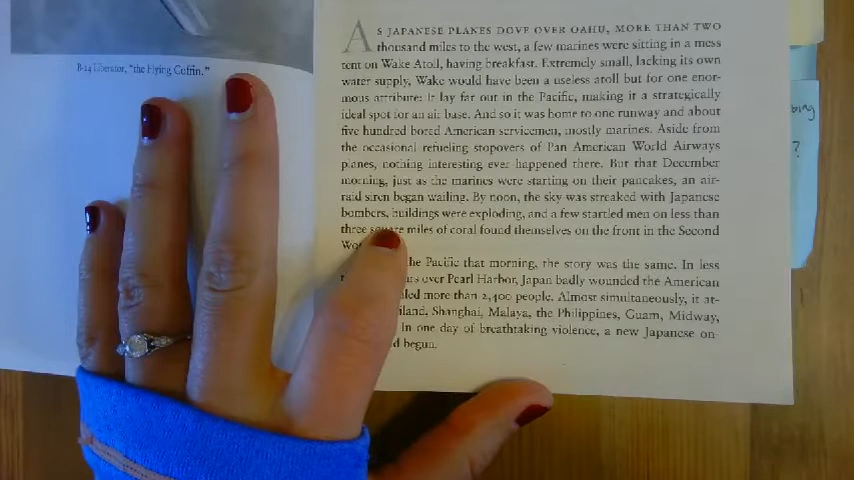 B-24 Liberator, "the Flying Coffin."
AS JAPANESE PLANES DOVE OVER OAHU, MORE THAN TWO
thousand miles to the west, a few marines were sitting in a mess
tent on Wake Atoll, having breakfast. Extremely small, lacking its own
water supply, Wake would have been a useless atoll but for one enor-
mous attribute: It lay far out in the Pacific, making it a strategically
ideal spot for an air base. And so it was home to one runway and about
five hundred bored American servicemen, mostly marines. Aside from
the occasional refueling stopovers of Pan American World Airways
planes, nothing interesting ever happened there. But that December
morning, just as the marines were starting on their pancakes, an air-
raid siren began wailing. By noon, the sky was streaked with Japanese
bombers, buildings were exploding, and a few startled men on less than
three square miles of coral found themselves on the front in the Second
the Pacific that morning, the story was the same. In less
over Pearl Harbor, Japan badly wounded the American
more than 2,400 people. Almost simultaneously, it at-
Shanghai, Malaya, the Philippines, Guam, Midway,
In one day of breathtaking violence, a new Japanese on-
begun.
?